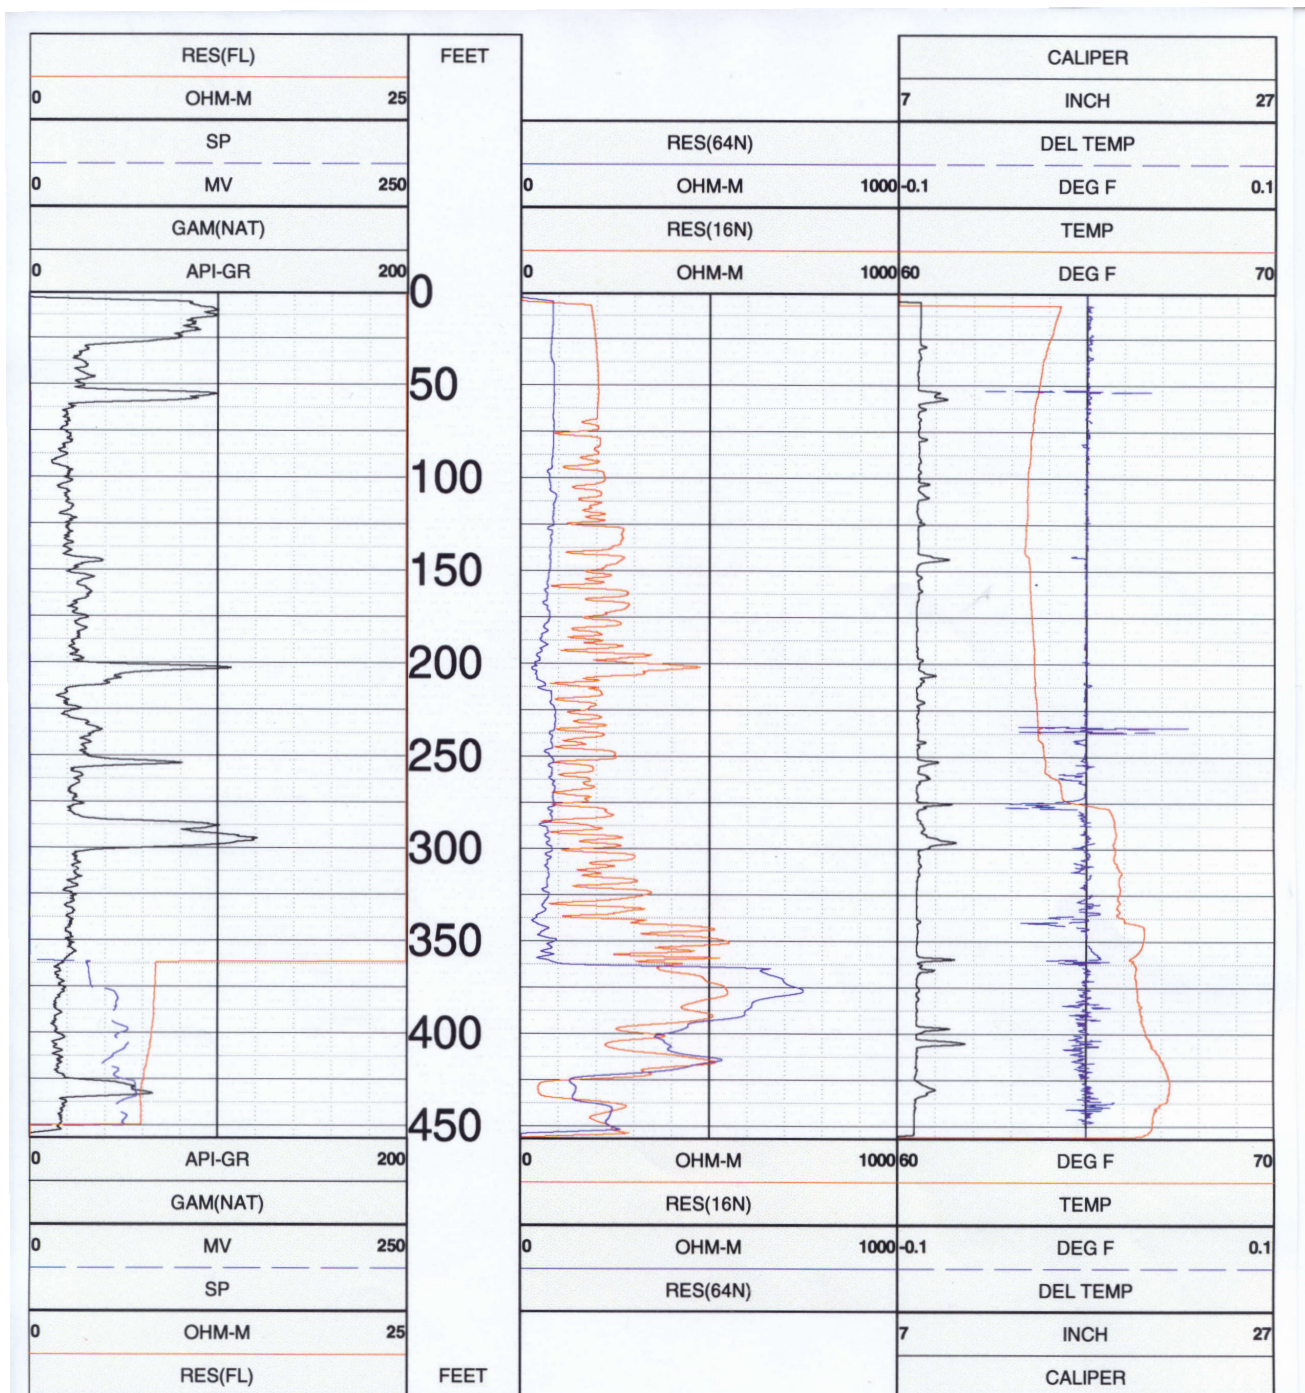 RES(FL) FEET CALIPER
0 OHM-M 25 7 INCH 27
SP RES(64N) DEL TEMP
0 MV 250 0 OHM-M 1000 -0.1 DEG F 0.1
GAM(NAT) RES(16N) TEMP
0 API-GR 200 0 OHM-M 1000 60 DEG F 70
0
50
100
150
200
250
300
350
400
450
0 API-GR 200 0 OHM-M 1000 60 DEG F 70
GAM(NAT) RES(16N) TEMP
0 MV 250 0 OHM-M 1000 -0.1 DEG F 0.1
SP RES(64N) DEL TEMP
0 OHM-M 25 7 INCH 27
RES(FL) FEET CALIPER